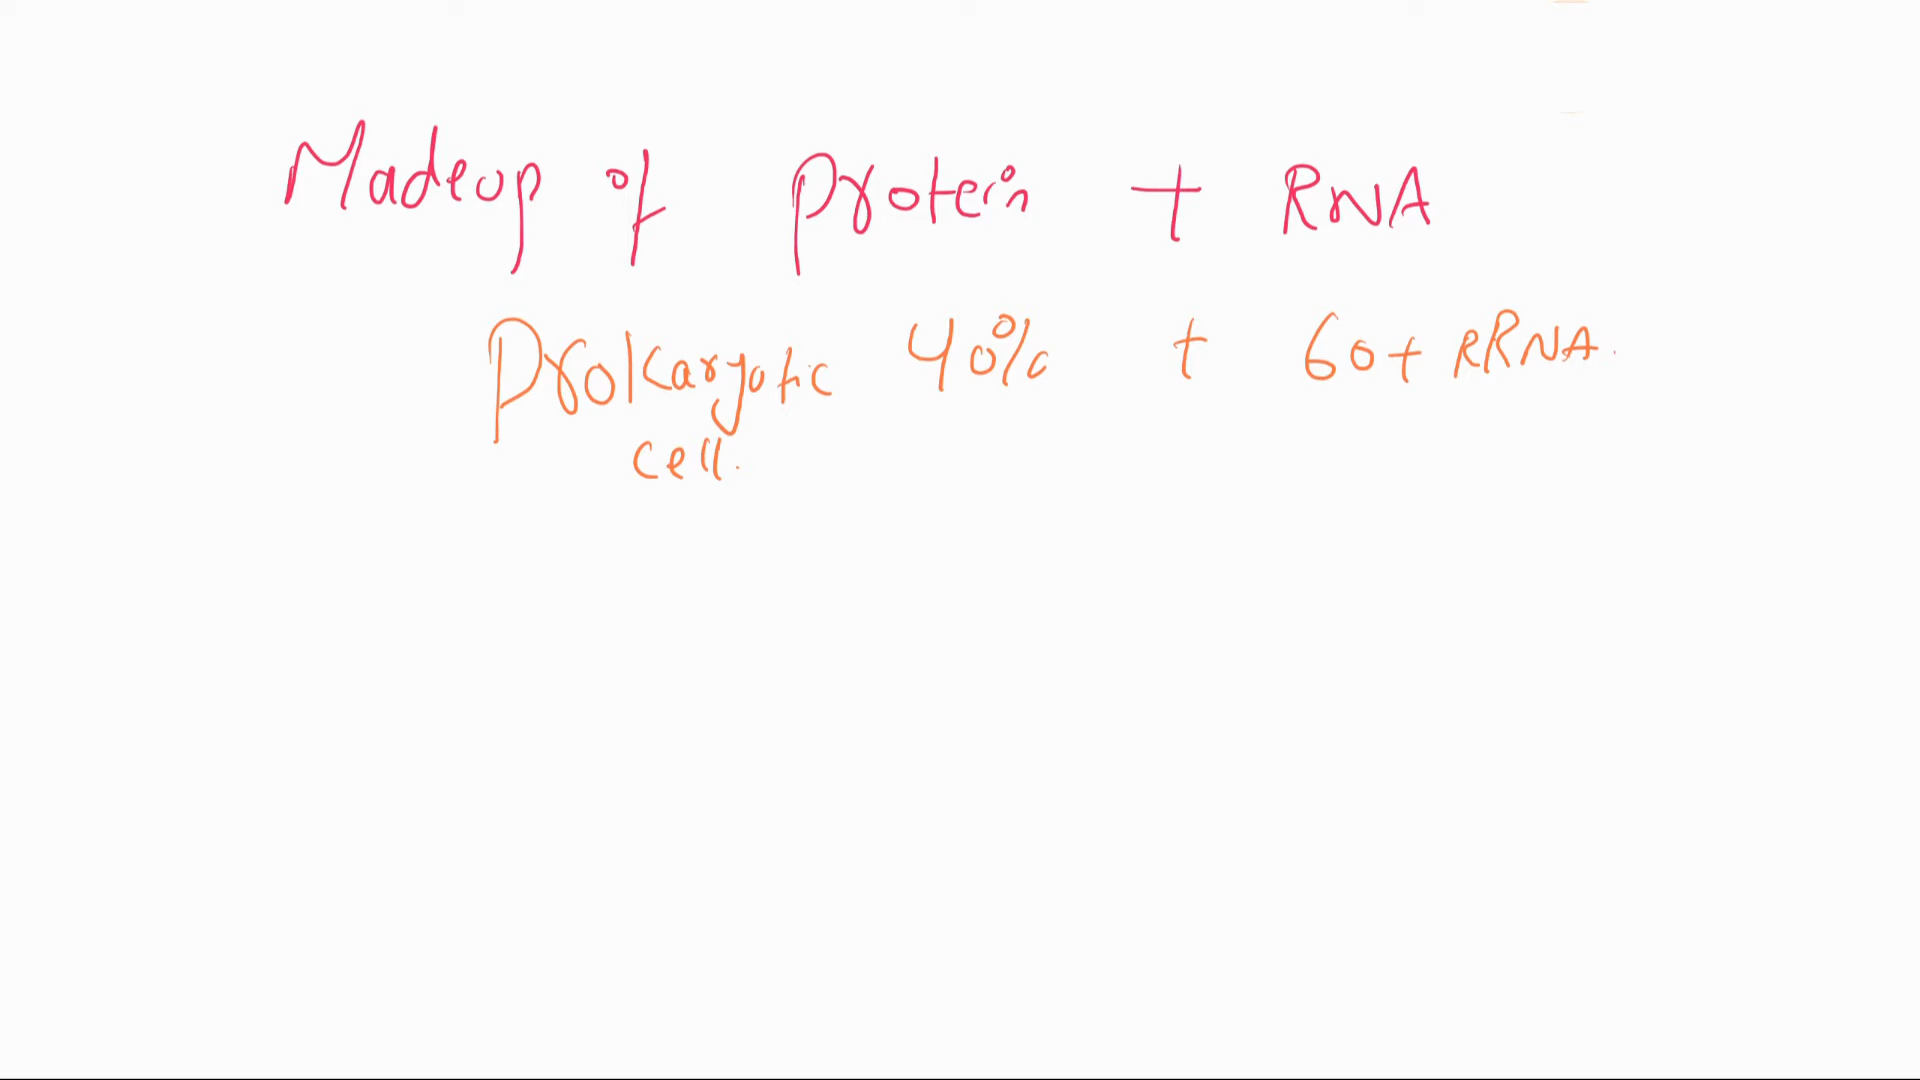 Madeup of Protein + RNA
Prokaryotic 40% + 60+ rRNA.
cell.